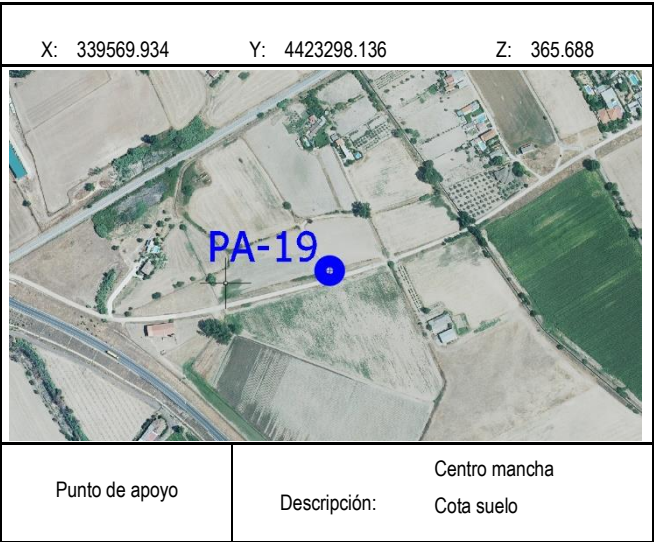 X: 339569.934 Y: 4423298.136 Z: 365.688
PA-19
Punto de apoyo
Descripción:
Centro mancha
Cota suelo